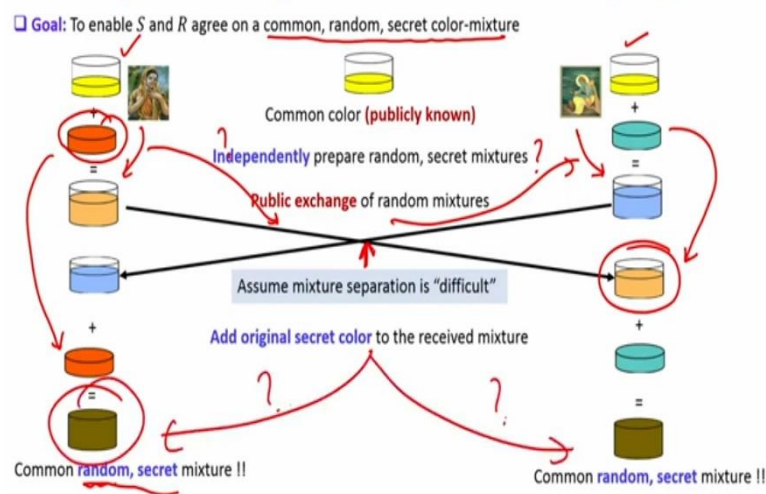 ❑ Goal: To enable S and R agree on a common, random, secret color-mixture
+
+
Common color (publicly known)
=
Independently prepare random, secret mixtures
?
?
=
Public exchange of random mixtures
Assume mixture separation is “difficult”
+
+
Add original secret color to the received mixture
?
?
=
=
Common random, secret mixture !!
Common random, secret mixture !!